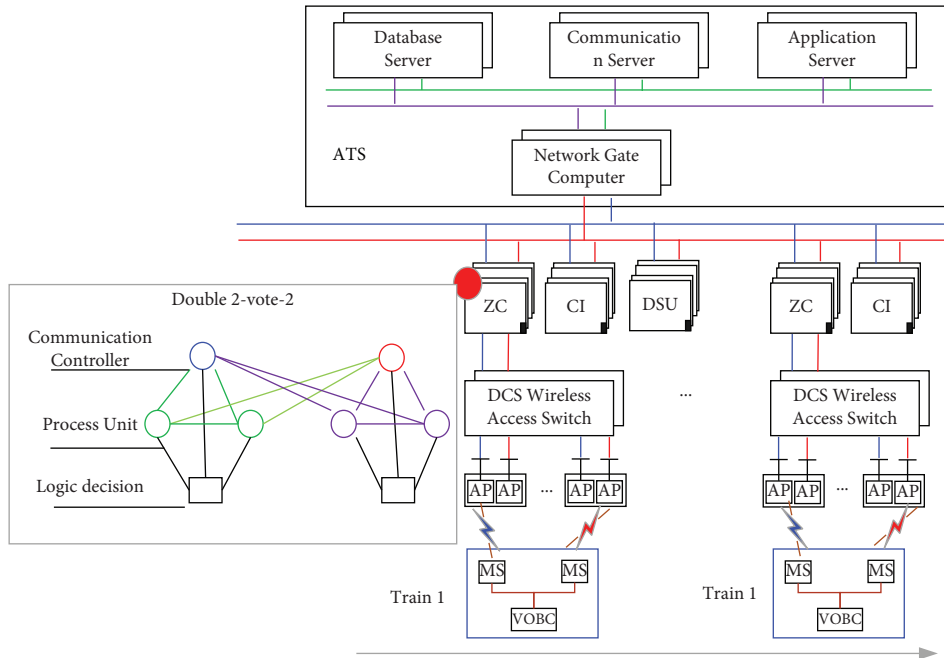 Database
Server
Communicatio
n Server
Application
Server
ATS
Network Gate
Computer
ZC
CI
DSU
ZC
CI
Double 2-vote-2
Communication
Controller
Process Unit
Logic decision
DCS Wireless
Access Switch
...
DCS Wireless
Access Switch
AP AP ... AP AP
AP AP ... AP AP
MS MS
VOBC
Train 1
MS MS
VOBC
Train 1